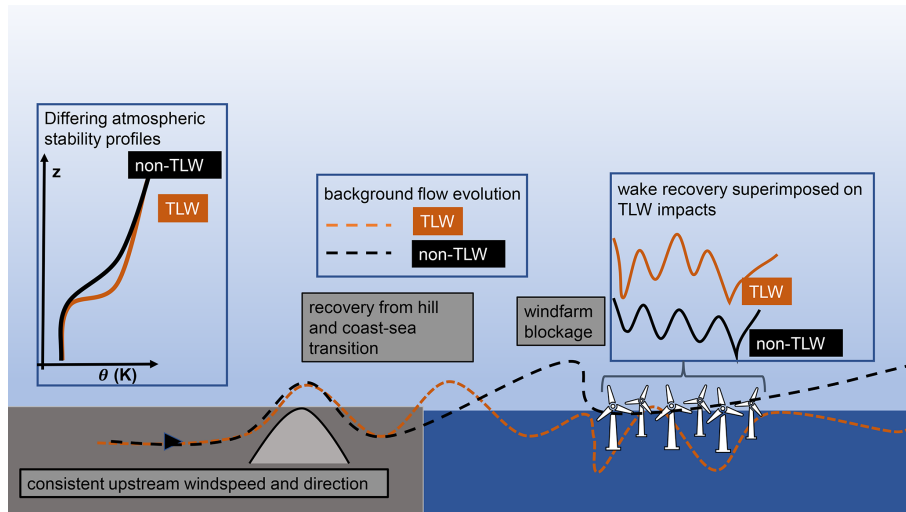 Differing atmospheric
stability profiles
non-TLW
z
TLW
θ (K)
background flow evolution
TLW
non-TLW
wake recovery superimposed on
TLW impacts
TLW
non-TLW
recovery from hill
and coast-sea
transition
windfarm
blockage
consistent upstream windspeed and direction